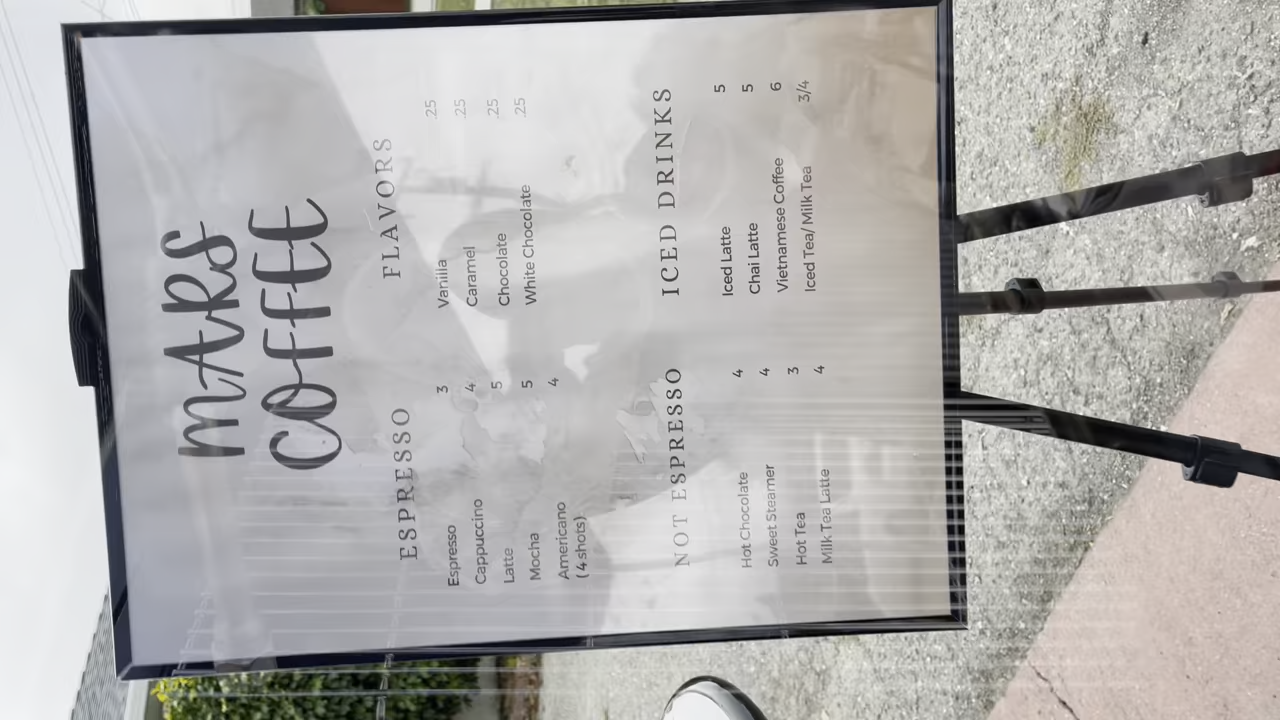 MARS
COFFEE
ESPRESSO
Espresso 3
Cappuccino 4
Latte 5
Mocha 5
Americano 4
( 4 shots)
FLAVORS
Vanilla .25
Caramel .25
Chocolate .25
White Chocolate .25
NOT ESPRESSO
Hot Chocolate 4
Sweet Steamer 4
Hot Tea 3
Milk Tea Latte 4
ICED DRINKS
Iced Latte 5
Chai Latte 5
Vietnamese Coffee 6
Iced Tea/ Milk Tea 3/4